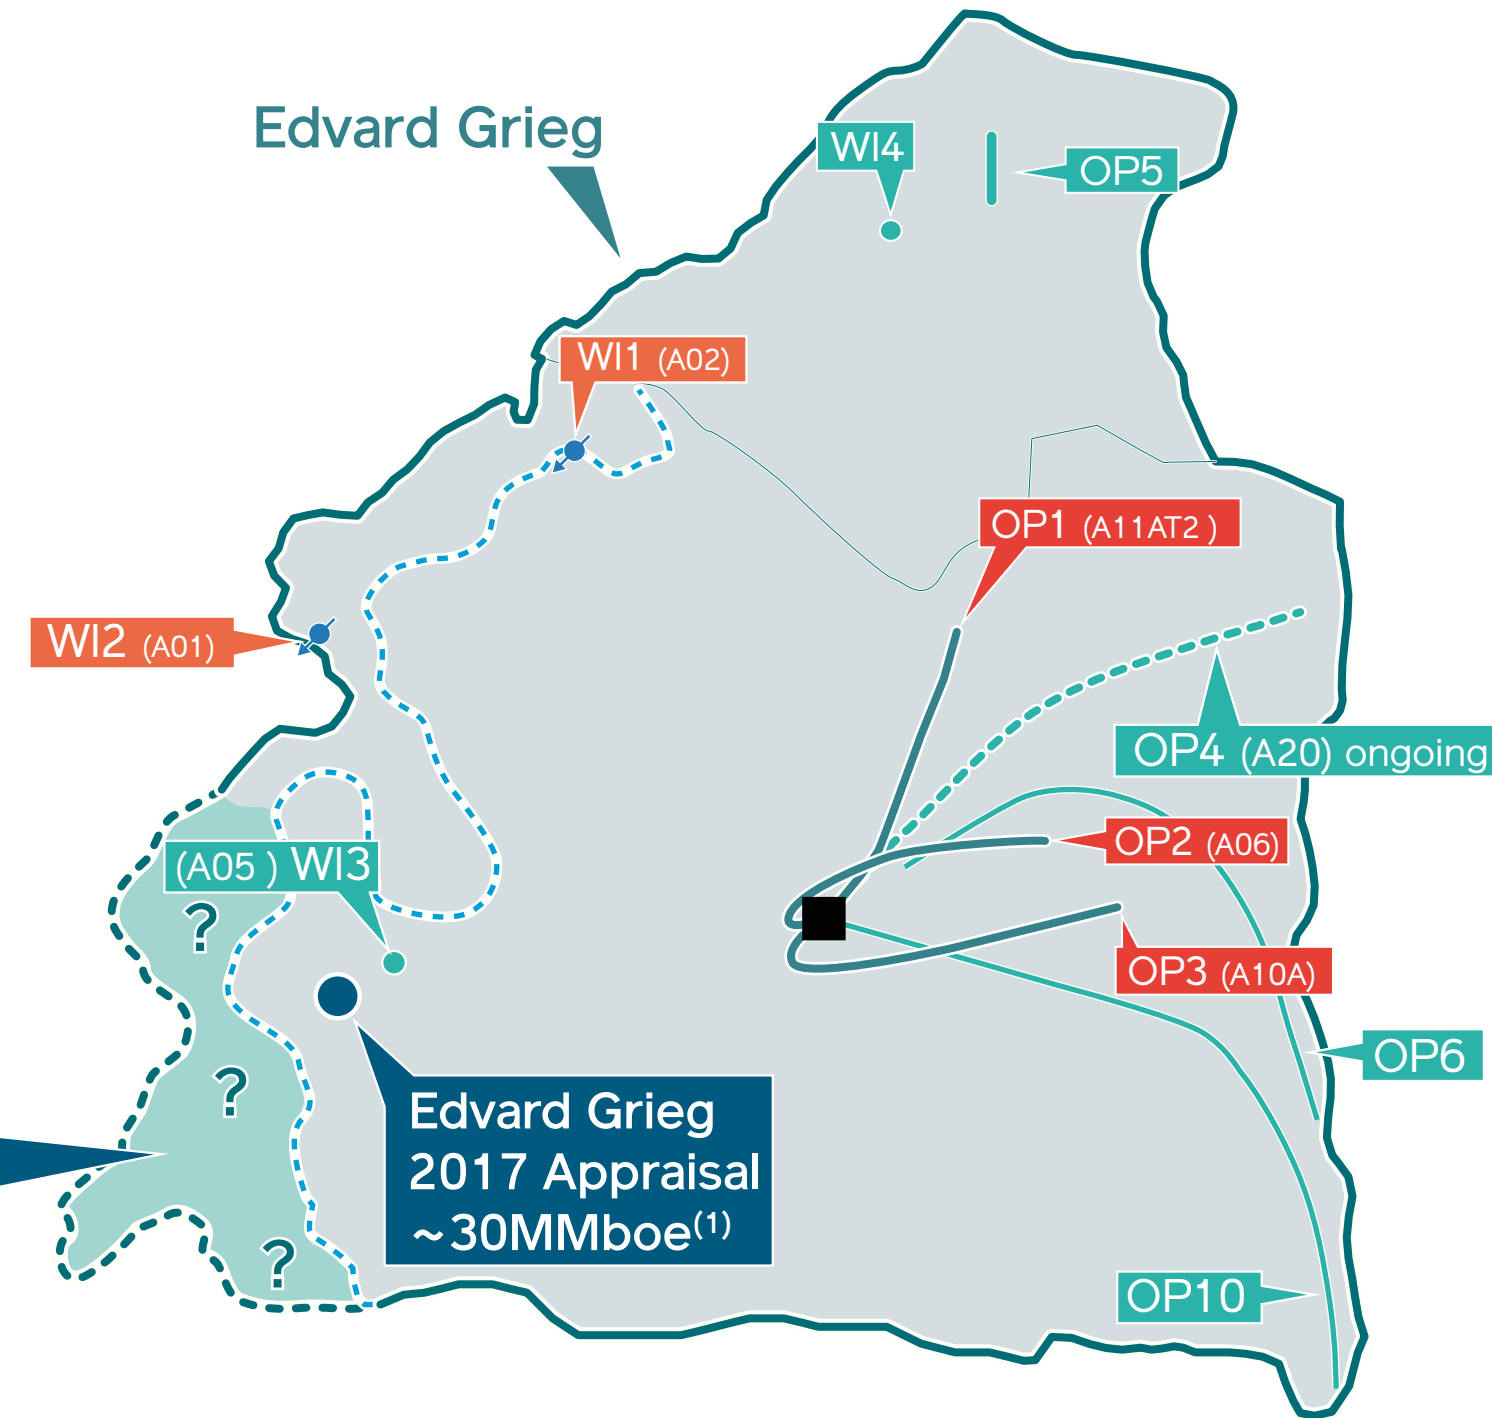 Edvard Grieg
WI4
OP5
WI1 (A02)
OP1 (A11AT2 )
WI2 (A01)
OP4 (A20) ongoing
OP2 (A06)
(A05 ) WI3
?
OP3 (A10A)
OP6
?
Edvard Grieg
2017 Appraisal
~30MMboe(1)
?
OP10